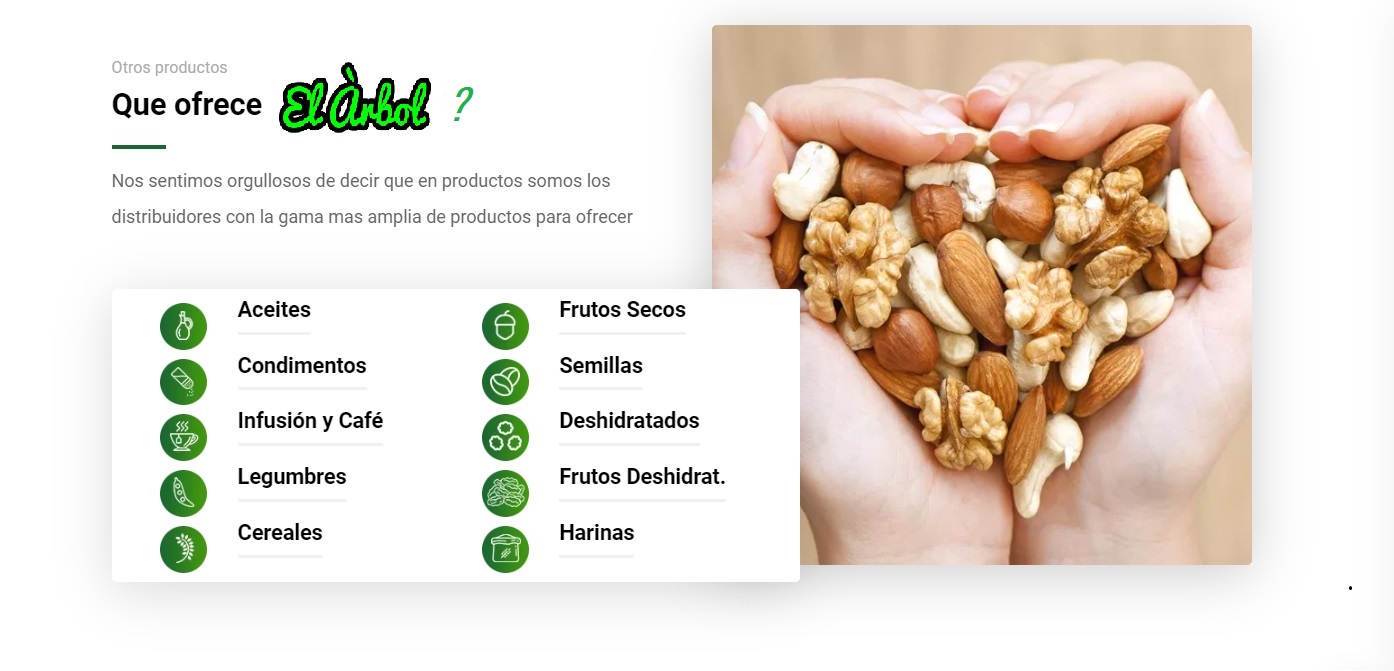 Otros productos
Que ofrece El Àrbol ?
Nos sentimos orgullosos de decir que en productos somos los
distribuidores con la gama mas amplia de productos para ofrecer
Aceites
Condimentos
Infusión y Café
Legumbres
Cereales
Frutos Secos
Semillas
Deshidratados
Frutos Deshidrat.
Harinas